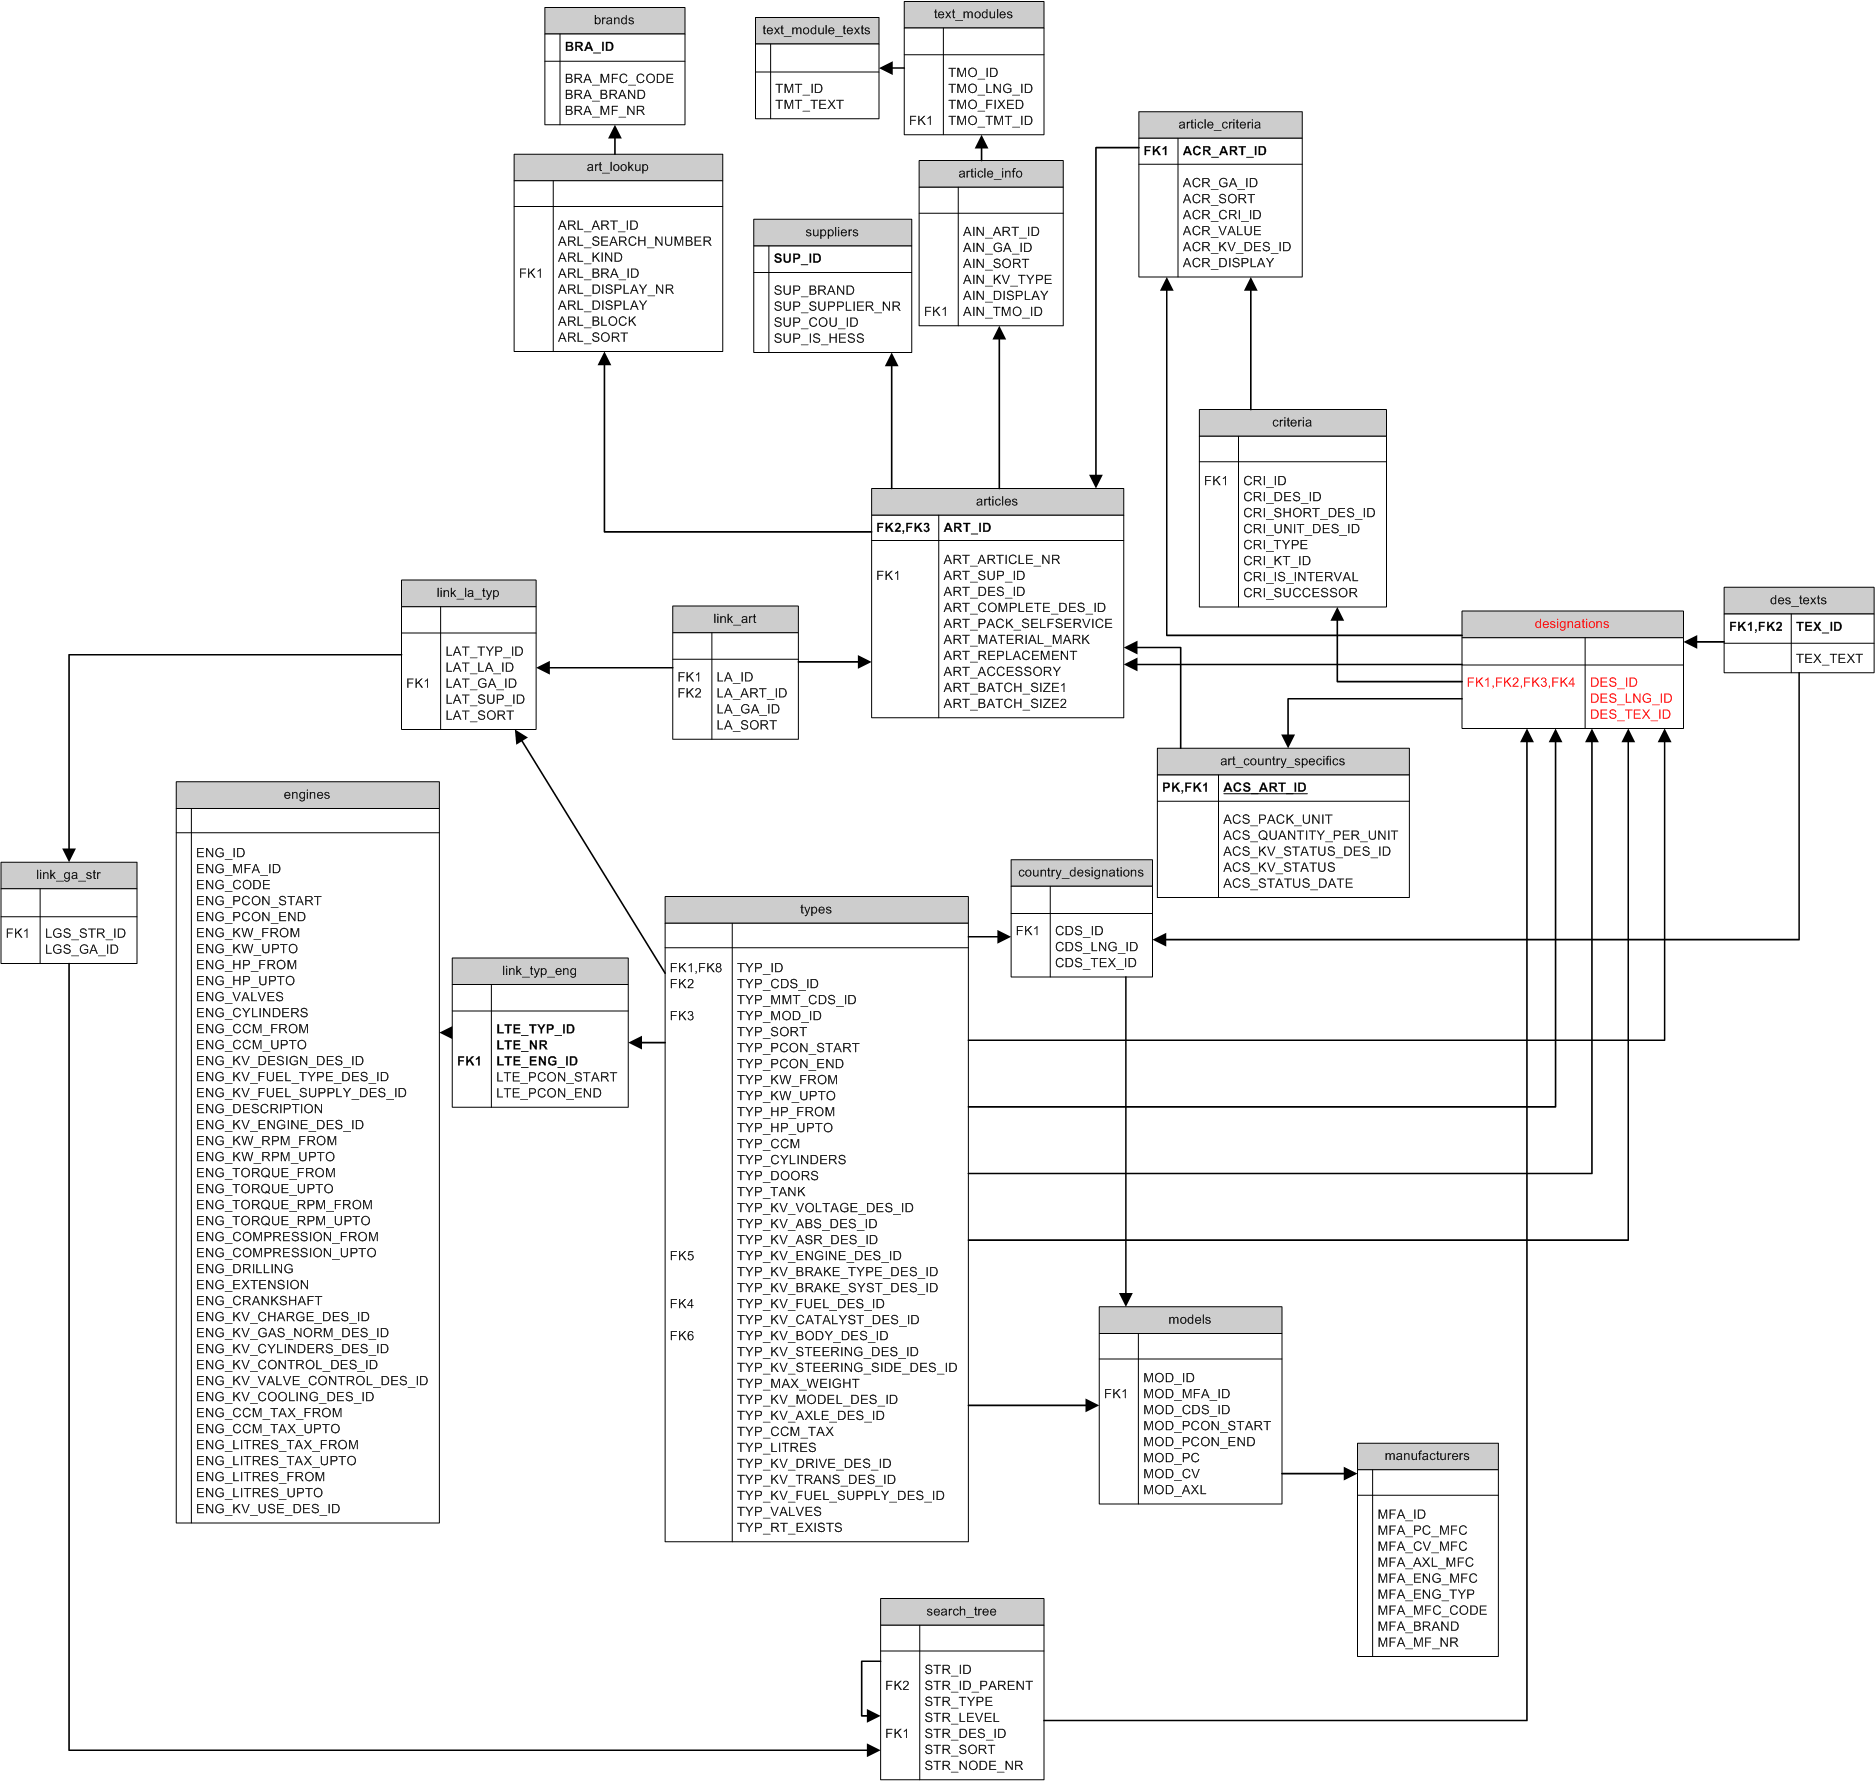 brands
BRA_ID
BRA_MFC_CODE
BRA_BRAND
BRA_MF_NR
text_module_texts
TMT_ID
TMT_TEXT
text_modules
TMO_ID
TMO_LNG_ID
TMO_FIXED
FK1 TMO_TMT_ID
article_criteria
FK1 ACR_ART_ID
ACR_GA_ID
ACR_SORT
ACR_CRI_ID
ACR_VALUE
ACR_KV_DES_ID
ACR_DISPLAY
art_lookup
ARL_ART_ID
ARL_SEARCH_NUMBER
ARL_KIND
FK1 ARL_BRA_ID
ARL_DISPLAY_NR
ARL_DISPLAY
ARL_BLOCK
ARL_SORT
suppliers
SUP_ID
SUP_BRAND
SUP_SUPPLIER_NR
SUP_COU_ID
SUP_IS_HESS
article_info
AIN_ART_ID
AIN_GA_ID
AIN_SORT
AIN_KV_TYPE
AIN_DISPLAY
FK1 AIN_TMO_ID
criteria
FK1 CRI_ID
CRI_DES_ID
CRI_SHORT_DES_ID
CRI_UNIT_DES_ID
CRI_TYPE
CRI_KT_ID
CRI_IS_INTERVAL
CRI_SUCCESSOR
articles
FK2,FK3 ART_ID
ART_ARTICLE_NR
FK1 ART_SUP_ID
ART_DES_ID
ART_COMPLETE_DES_ID
ART_PACK_SELFSERVICE
ART_MATERIAL_MARK
ART_REPLACEMENT
ART_ACCESSORY
ART_BATCH_SIZE1
ART_BATCH_SIZE2
link_la_typ
LAT_TYP_ID
LAT_LA_ID
FK1 LAT_GA_ID
LAT_SUP_ID
LAT_SORT
link_art
FK1 LA_ID
FK2 LA_ART_ID
LA_GA_ID
LA_SORT
designations
FK1,FK2,FK3,FK4 DES_ID
DES_LNG_ID
DES_TEX_ID
des_texts
FK1,FK2 TEX_ID
TEX_TEXT
art_country_specifics
PK,FK1 ACS_ART_ID
ACS_PACK_UNIT
ACS_QUANTITY_PER_UNIT
ACS_KV_STATUS_DES_ID
ACS_KV_STATUS
ACS_STATUS_DATE
engines
ENG_ID
ENG_MFA_ID
ENG_CODE
ENG_PCON_START
ENG_PCON_END
ENG_KW_FROM
ENG_KW_UPTO
ENG_HP_FROM
ENG_HP_UPTO
ENG_VALVES
ENG_CYLINDERS
ENG_CCM_FROM
ENG_CCM_UPTO
ENG_KV_DESIGN_DES_ID
ENG_KV_FUEL_TYPE_DES_ID
ENG_KV_FUEL_SUPPLY_DES_ID
ENG_DESCRIPTION
ENG_KV_ENGINE_DES_ID
ENG_KW_RPM_FROM
ENG_KW_RPM_UPTO
ENG_TORQUE_FROM
ENG_TORQUE_UPTO
ENG_TORQUE_RPM_FROM
ENG_TORQUE_RPM_UPTO
ENG_COMPRESSION_FROM
ENG_COMPRESSION_UPTO
ENG_DRILLING
ENG_EXTENSION
ENG_CRANKSHAFT
ENG_KV_CHARGE_DES_ID
ENG_KV_GAS_NORM_DES_ID
ENG_KV_CYLINDERS_DES_ID
ENG_KV_CONTROL_DES_ID
ENG_KV_VALVE_CONTROL_DES_ID
ENG_KV_COOLING_DES_ID
ENG_CCM_TAX_FROM
ENG_CCM_TAX_UPTO
ENG_LITRES_TAX_FROM
ENG_LITRES_TAX_UPTO
ENG_LITRES_FROM
ENG_LITRES_UPTO
ENG_KV_USE_DES_ID
link_ga_str
FK1 LGS_STR_ID
LGS_GA_ID
link_typ_eng
LTE_TYP_ID
LTE_NR
FK1 LTE_ENG_ID
LTE_PCON_START
LTE_PCON_END
types
FK1,FK8 TYP_ID
FK2 TYP_CDS_ID
TYP_MMT_CDS_ID
FK3 TYP_MOD_ID
TYP_SORT
TYP_PCON_START
TYP_PCON_END
TYP_KW_FROM
TYP_KW_UPTO
TYP_HP_FROM
TYP_HP_UPTO
TYP_CCM
TYP_CYLINDERS
TYP_DOORS
TYP_TANK
TYP_KV_VOLTAGE_DES_ID
TYP_KV_ABS_DES_ID
TYP_KV_ASR_DES_ID
FK5 TYP_KV_ENGINE_DES_ID
TYP_KV_BRAKE_TYPE_DES_ID
TYP_KV_BRAKE_SYST_DES_ID
FK4 TYP_KV_FUEL_DES_ID
TYP_KV_CATALYST_DES_ID
FK6 TYP_KV_BODY_DES_ID
TYP_KV_STEERING_DES_ID
TYP_KV_STEERING_SIDE_DES_ID
TYP_MAX_WEIGHT
TYP_KV_MODEL_DES_ID
TYP_KV_AXLE_DES_ID
TYP_CCM_TAX
TYP_LITRES
TYP_KV_DRIVE_DES_ID
TYP_KV_TRANS_DES_ID
TYP_KV_FUEL_SUPPLY_DES_ID
TYP_VALVES
TYP_RT_EXISTS
country_designations
FK1 CDS_ID
CDS_LNG_ID
CDS_TEX_ID
models
MOD_ID
FK1 MOD_MFA_ID
MOD_CDS_ID
MOD_PCON_START
MOD_PCON_END
MOD_PC
MOD_CV
MOD_AXL
manufacturers
MFA_ID
MFA_PC_MFC
MFA_CV_MFC
MFA_AXL_MFC
MFA_ENG_MFC
MFA_ENG_TYP
MFA_MFC_CODE
MFA_BRAND
MFA_MF_NR
search_tree
STR_ID
FK2 STR_ID_PARENT
STR_TYPE
STR_LEVEL
FK1 STR_DES_ID
STR_SORT
STR_NODE_NR